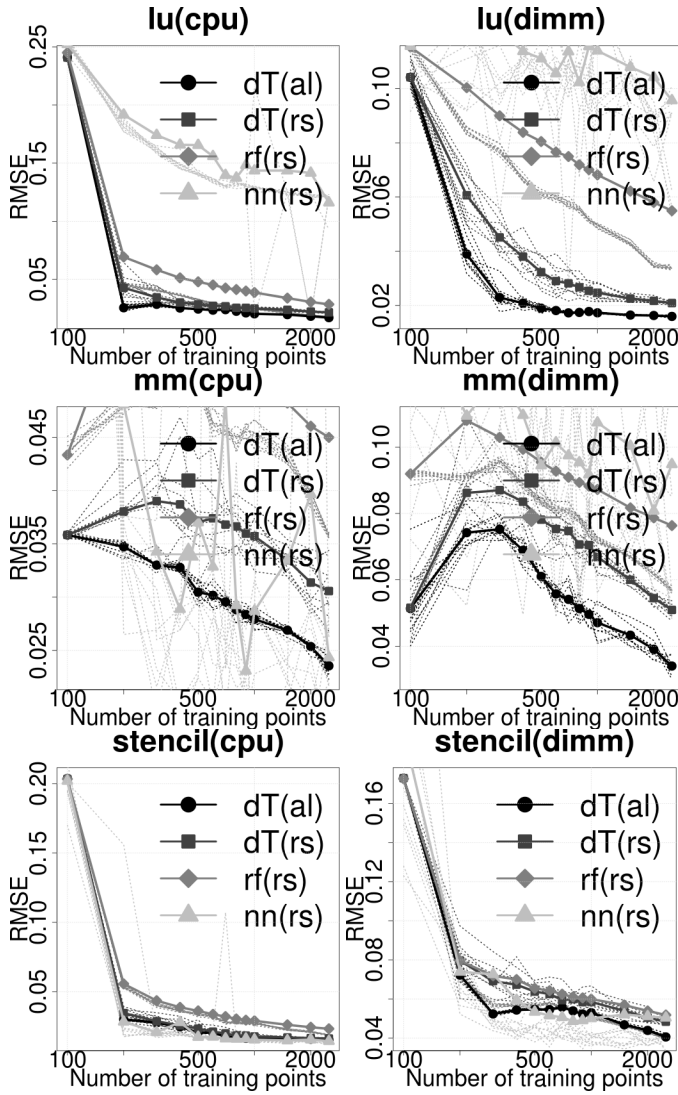 lu(cpu)
RMSE
0.05 0.15 0.25
dT(al)
dT(rs)
rf(rs)
nn(rs)
100 500 2000
Number of training points
lu(dimm)
RMSE
0.02 0.06 0.10
dT(al)
dT(rs)
rf(rs)
nn(rs)
100 500 2000
Number of training points
mm(cpu)
RMSE
0.025 0.035 0.045
dT(al)
dT(rs)
rf(rs)
nn(rs)
100 500 2000
Number of training points
mm(dimm)
RMSE
0.04 0.06 0.08 0.10
dT(al)
dT(rs)
rf(rs)
nn(rs)
100 500 2000
Number of training points
stencil(cpu)
RMSE
0.05 0.10 0.15 0.20
dT(al)
dT(rs)
rf(rs)
nn(rs)
100 500 2000
Number of training points
stencil(dimm)
RMSE
0.04 0.08 0.12 0.16
dT(al)
dT(rs)
rf(rs)
nn(rs)
100 500 2000
Number of training points